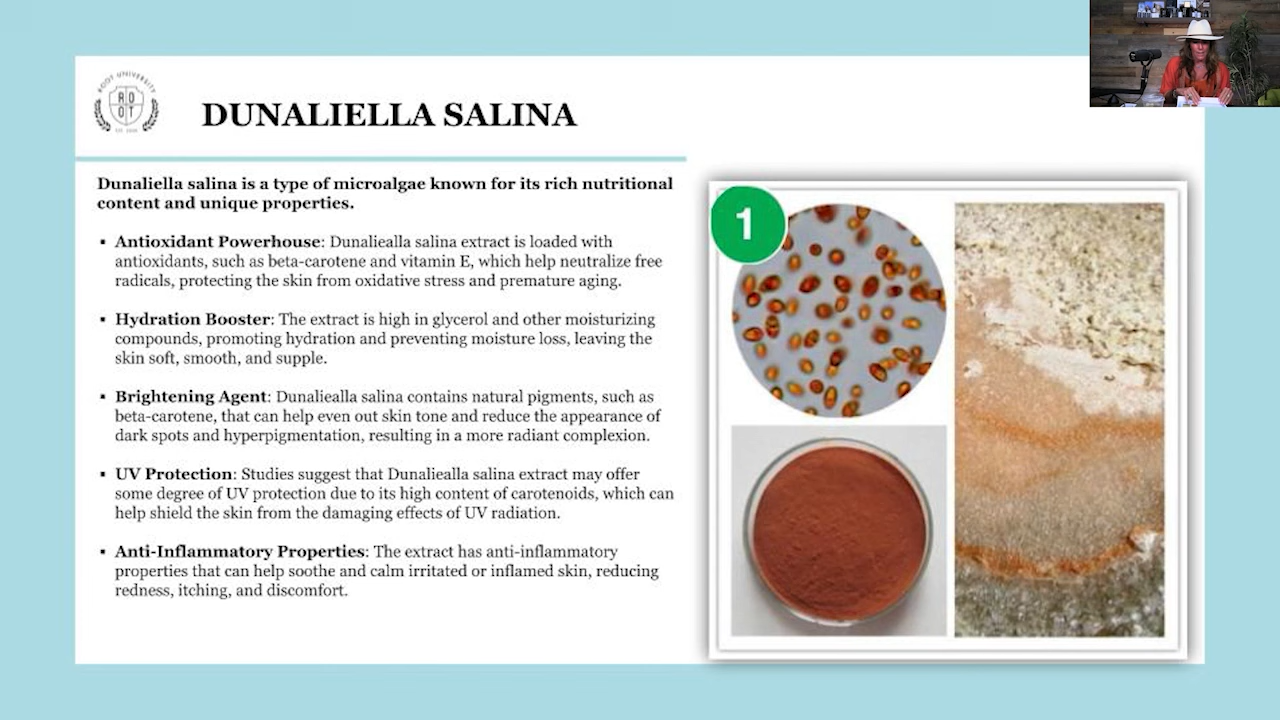 ROOT UNIVERSITY
RO
OT
DUNALIELLA SALINA
Dunaliella salina is a type of microalgae known for its rich nutritional
content and unique properties.
▪ Antioxidant Powerhouse: Dunaliealla salina extract is loaded with
antioxidants, such as beta-carotene and vitamin E, which help neutralize free
radicals, protecting the skin from oxidative stress and premature aging.
▪ Hydration Booster: The extract is high in glycerol and other moisturizing
compounds, promoting hydration and preventing moisture loss, leaving the
skin soft, smooth, and supple.
▪ Brightening Agent: Dunaliealla salina contains natural pigments, such as
beta-carotene, that can help even out skin tone and reduce the appearance of
dark spots and hyperpigmentation, resulting in a more radiant complexion.
▪ UV Protection: Studies suggest that Dunaliealla salina extract may offer
some degree of UV protection due to its high content of carotenoids, which can
help shield the skin from the damaging effects of UV radiation.
▪ Anti-Inflammatory Properties: The extract has anti-inflammatory
properties that can help soothe and calm irritated or inflamed skin, reducing
redness, itching, and discomfort.
1